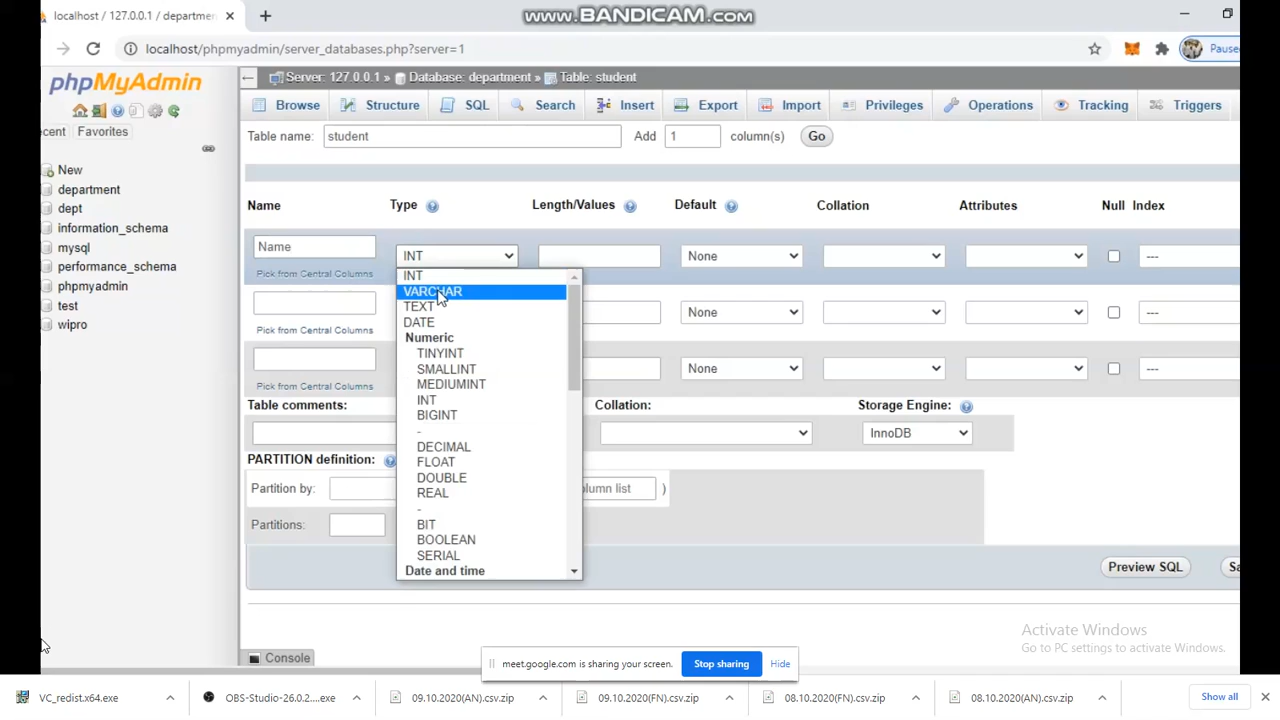 localhost / 127.0.0.1 / departmen
www.BANDICAM.com
localhost/phpmyadmin/server_databases.php?server=1
Pause
phpMyAdmin
cent Favorites
New
department
dept
information_schema
mysql
performance_schema
phpmyadmin
test
wipro
Server: 127.0.0.1 » Database: department » Table: student
Browse Structure SQL Search Insert Export Import Privileges Operations Tracking Triggers
Table name: student Add 1 column(s) Go
Name Type Length/Values Default Collation Attributes Null Index
Name INT None ---
Pick from Central Columns
None ---
Pick from Central Columns
None ---
Pick from Central Columns
INT
VARCHAR
TEXT
DATE
Numeric
TINYINT
SMALLINT
MEDIUMINT
INT
BIGINT
-
DECIMAL
FLOAT
DOUBLE
REAL
-
BIT
BOOLEAN
SERIAL
Date and time
Table comments: Collation: Storage Engine:
InnoDB
PARTITION definition:
Partition by: olumn list )
Partitions:
Preview SQL Sa
Console
Activate Windows
Go to PC settings to activate Windows.
meet.google.com is sharing your screen. Stop sharing Hide
VC_redist.x64.exe OBS-Studio-26.0.2....exe 09.10.2020(AN).csv.zip 09.10.2020(FN).csv.zip 08.10.2020(FN).csv.zip 08.10.2020(AN).csv.zip Show all